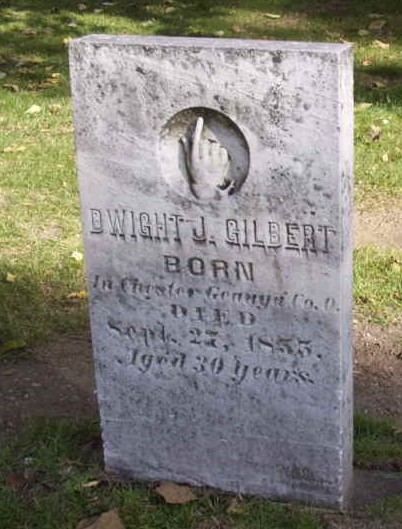 DWIGHT J. GILBERT
BORN
In Chester Geauga Co. O.
DIED
Sept. 27, 1855.
Aged 30 Years.